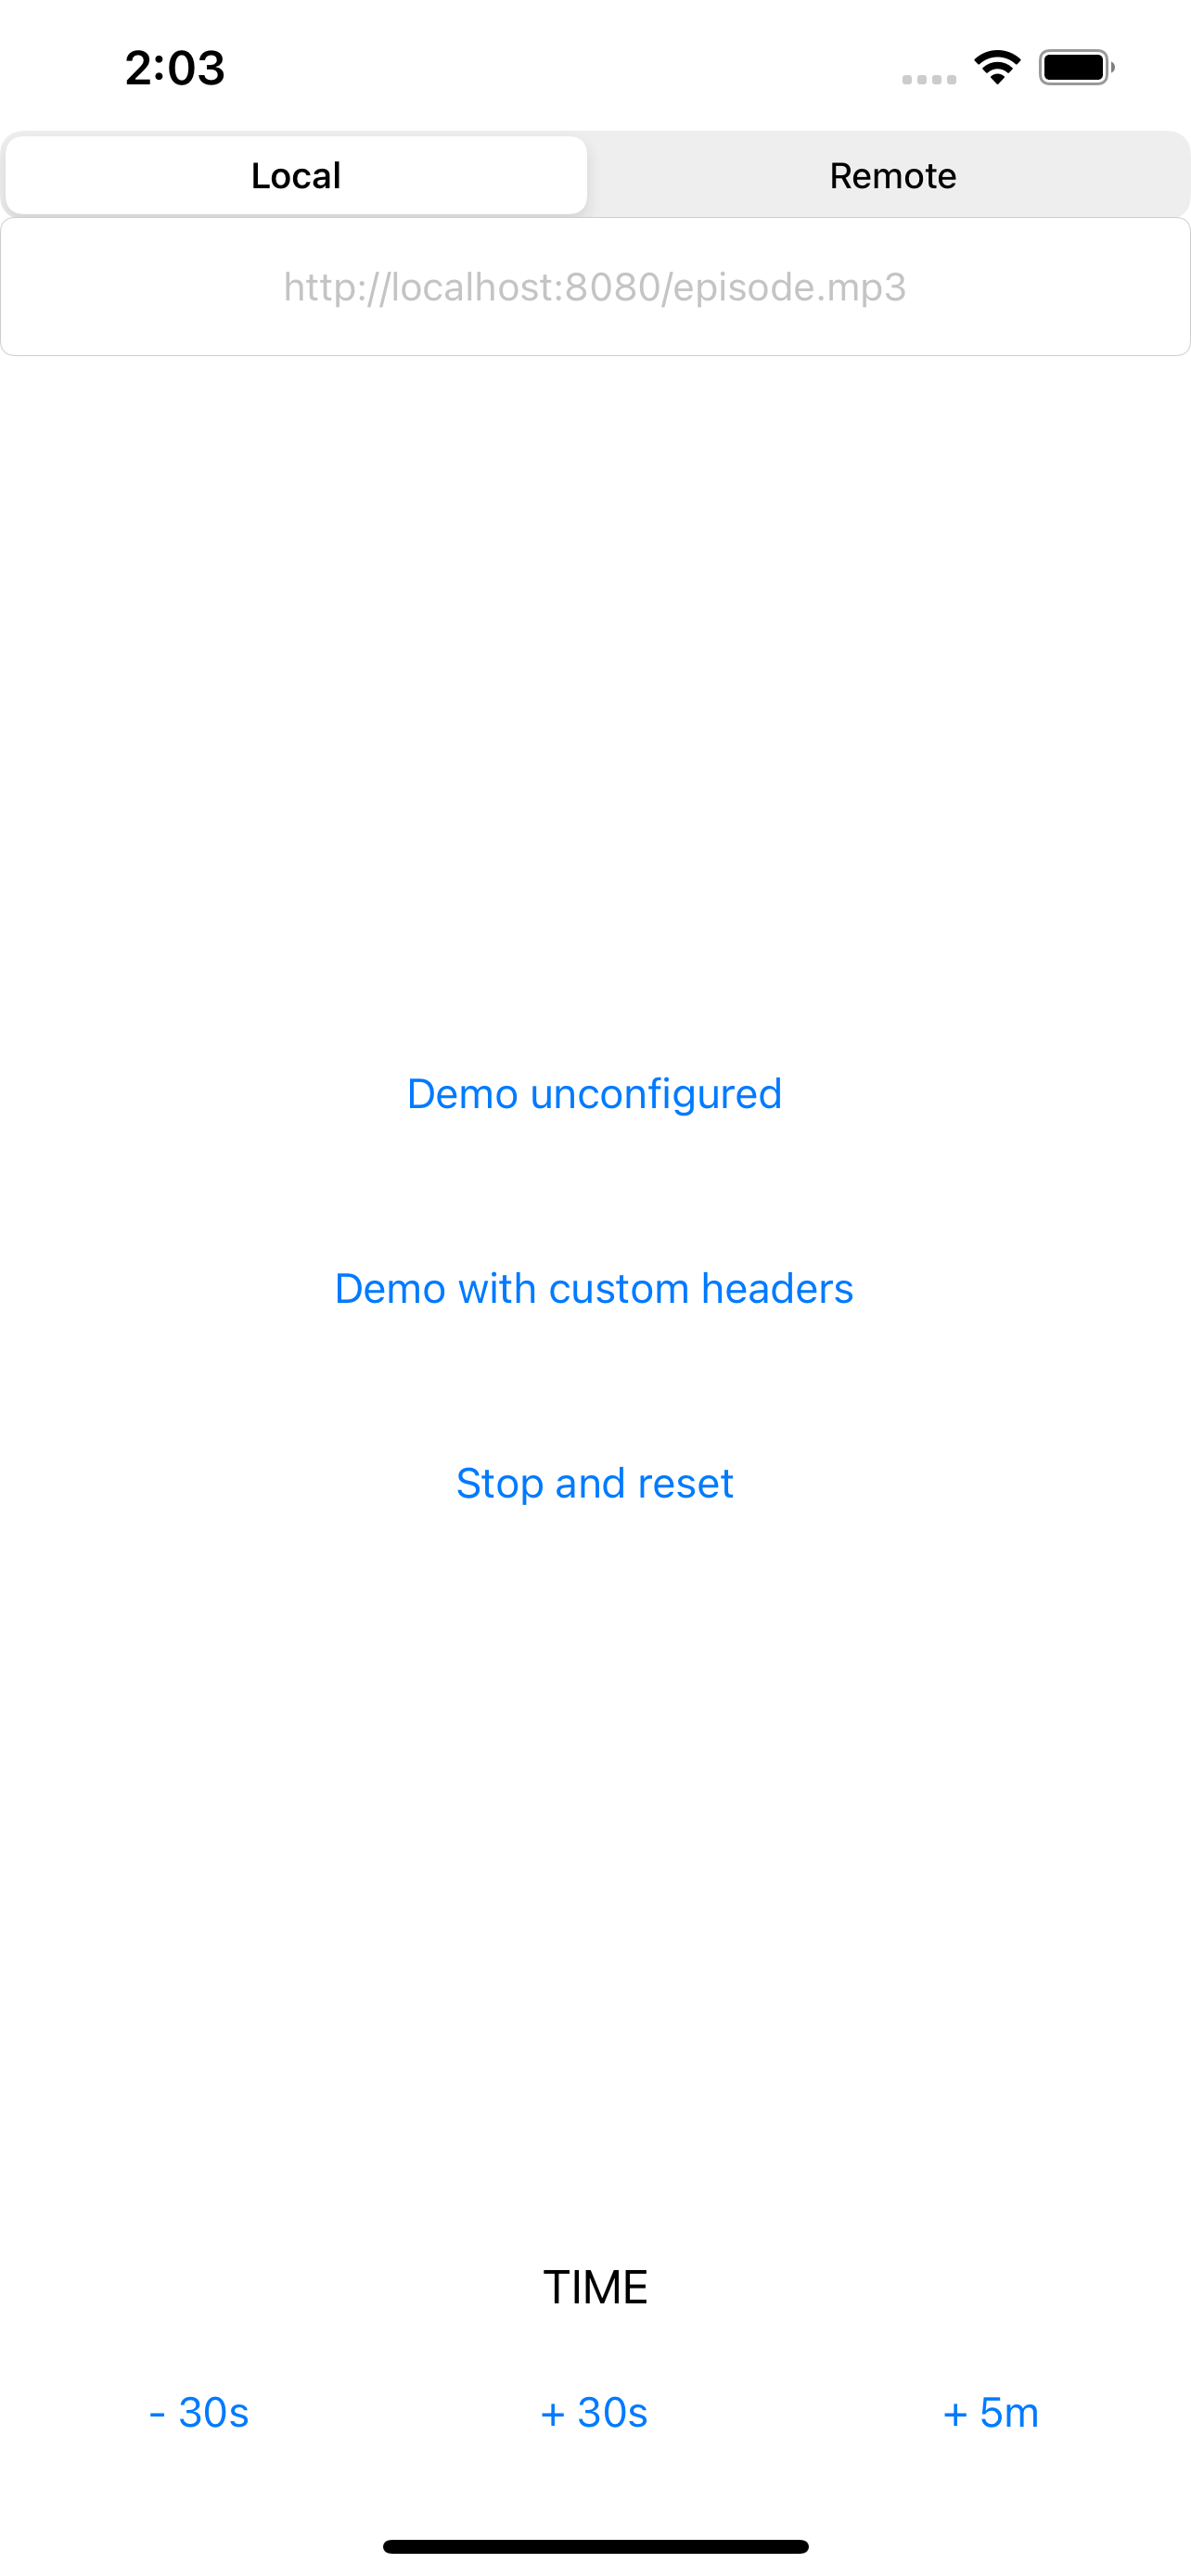 2:03
Local Remote
http://localhost:8080/episode.mp3
Demo unconfigured
Demo with custom headers
Stop and reset
TIME
- 30s + 30s + 5m